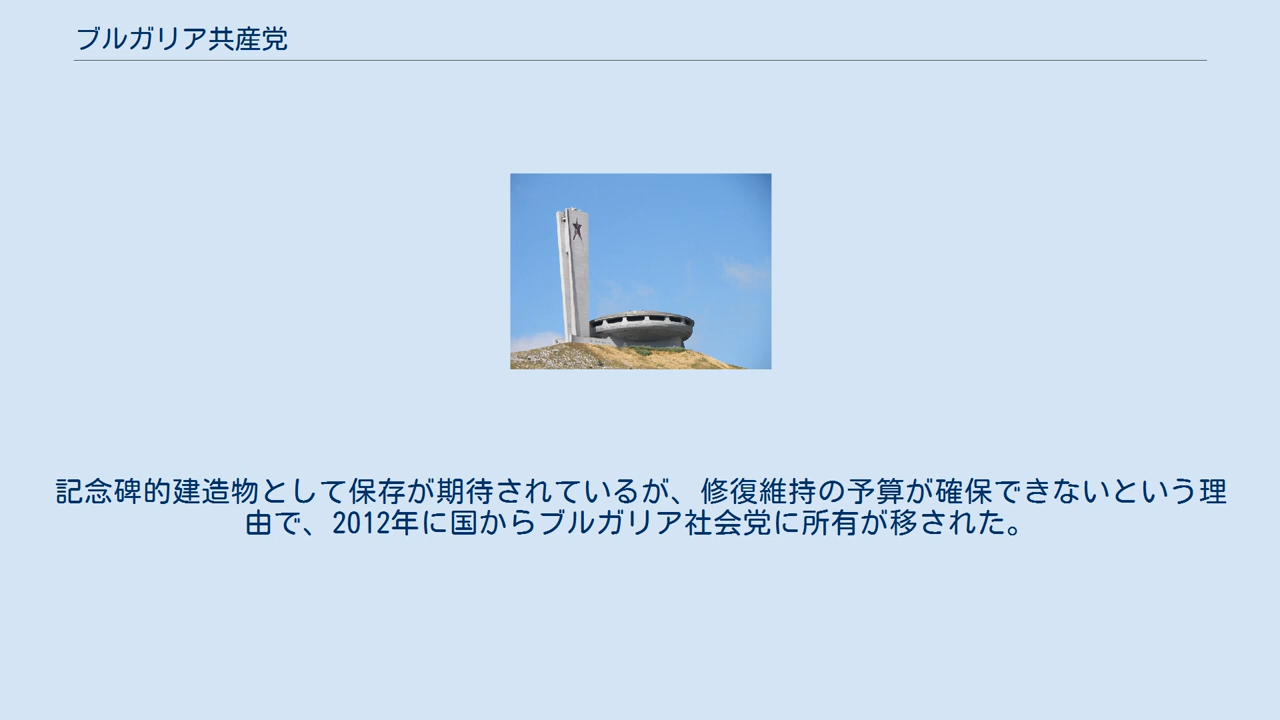 ブルガリア共産党
記念碑的建造物として保存が期待されているが、修復維持の予算が確保できないという理
由で、2012年に国からブルガリア社会党に所有が移された。